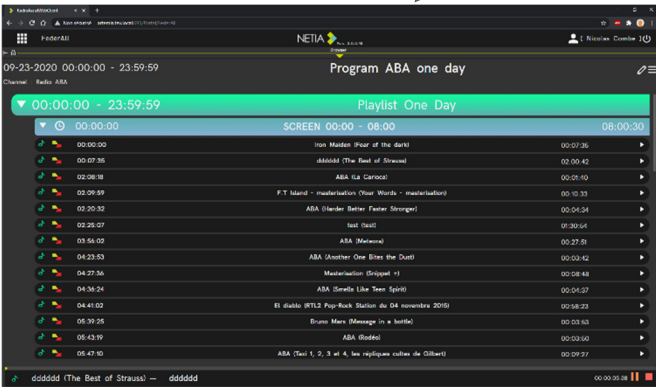 FederAll
NETIA
Nicolas Combe
09-23-2020 00:00:00 - 23:59:59 Program ABA one day
Channel Radio ABA
00:00:00 - 23:59:59 Playlist One Day
00:00:00 SCREEN 00:00 - 08:00 08:00:30
00:00:00 Iron Maiden (Fear of the dark) 00:07:36
00:07:35 dddddd (The Best of Strauss) 02:00:42
02:08:18 ABA (La Carioca) 00:01:40
02:09:59 F.T Island - masterisation (Your Words - masterisation) 00:10:33
02:20:32 ABA (Harder Better Faster Stronger) 00:04:34
02:25:07 test (test) 01:30:54
03:56:02 ABA (Meteora) 00:27:51
04:23:53 ABA (Another One Bites the Dust) 00:03:42
04:27:36 Masterisation (Snippet +) 00:08:48
04:36:24 ABA (Smells Like Teen Spirit) 00:04:37
04:41:02 El diablo (RTL2 Pop-Rock Station du 04 novembre 2015) 00:58:23
05:39:25 Bruno Mars (Message in a bottle) 00:03:53
05:43:19 ABA (Rodéo) 00:03:50
05:47:10 ABA (Taxi 1, 2, 3 et 4, les répliques cultes de Gilbert) 00:09:27
dddddd (The Best of Strauss) — dddddd 00:00:05:28